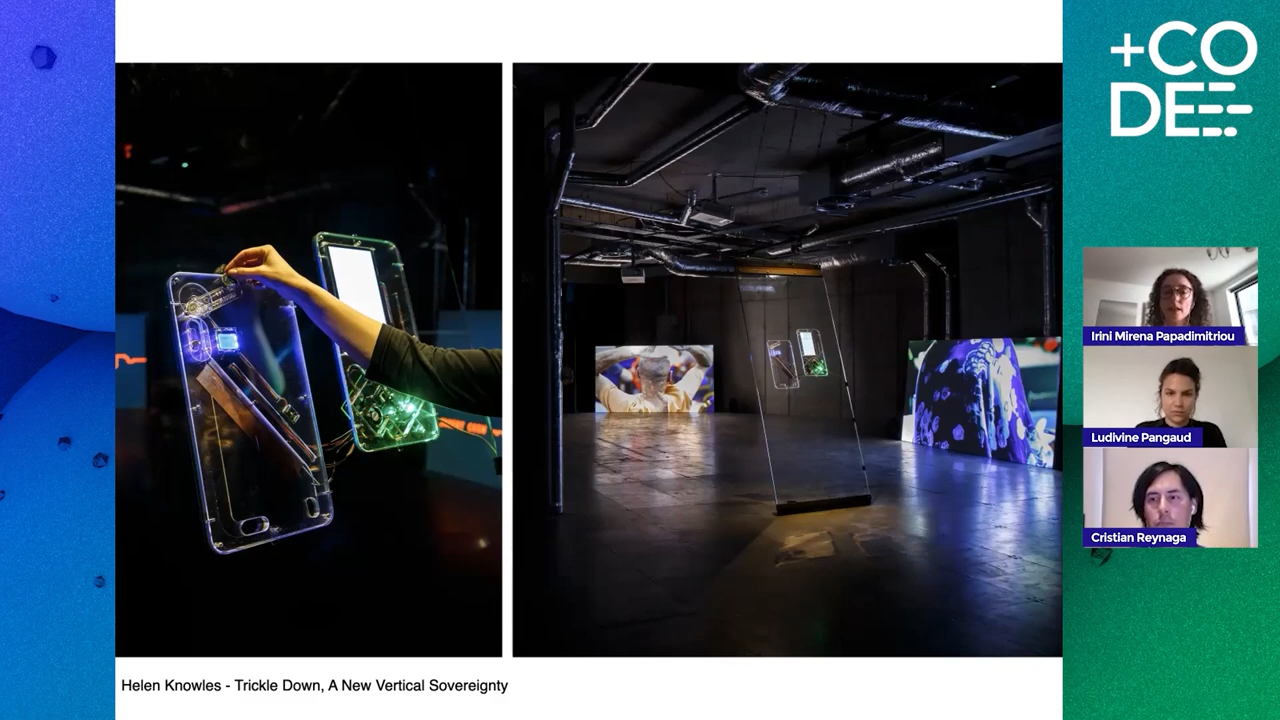 +CO
DE
Irini Mirena Papadimitriou
Ludivine Pangaud
Cristian Reynaga
Helen Knowles - Trickle Down, A New Vertical Sovereignty